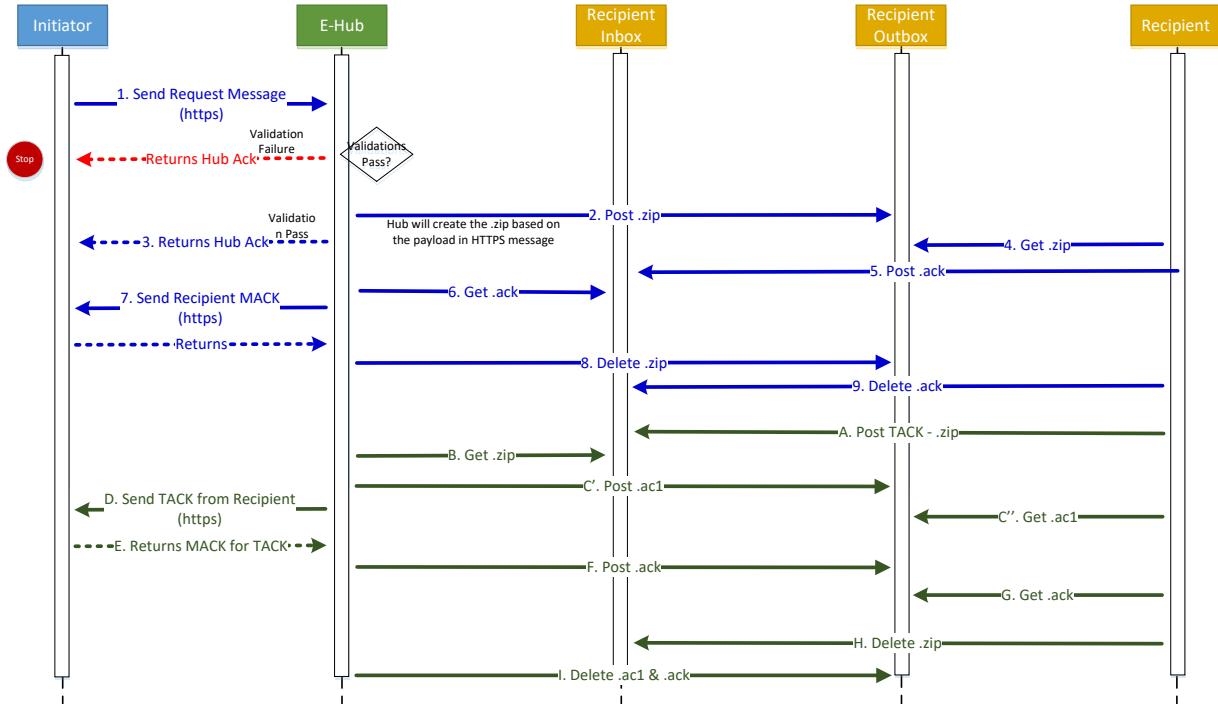 Initiator
E-Hub
Recipient
Inbox
Recipient
Outbox
Recipient
1. Send Request Message
(https)
Stop
Returns Hub Ack
Validation
Failure
Validations
Pass?
2. Post .zip
Hub will create the .zip based on
the payload in HTTPS message
Validatio
n Pass
3. Returns Hub Ack
4. Get .zip
5. Post .ack
6. Get .ack
7. Send Recipient MACK
(https)
Returns
8. Delete .zip
9. Delete .ack
A. Post TACK - .zip
B. Get .zip
C’. Post .ac1
D. Send TACK from Recipient
(https)
C’’. Get .ac1
E. Returns MACK for TACK
F. Post .ack
G. Get .ack
H. Delete .zip
I. Delete .ac1 & .ack